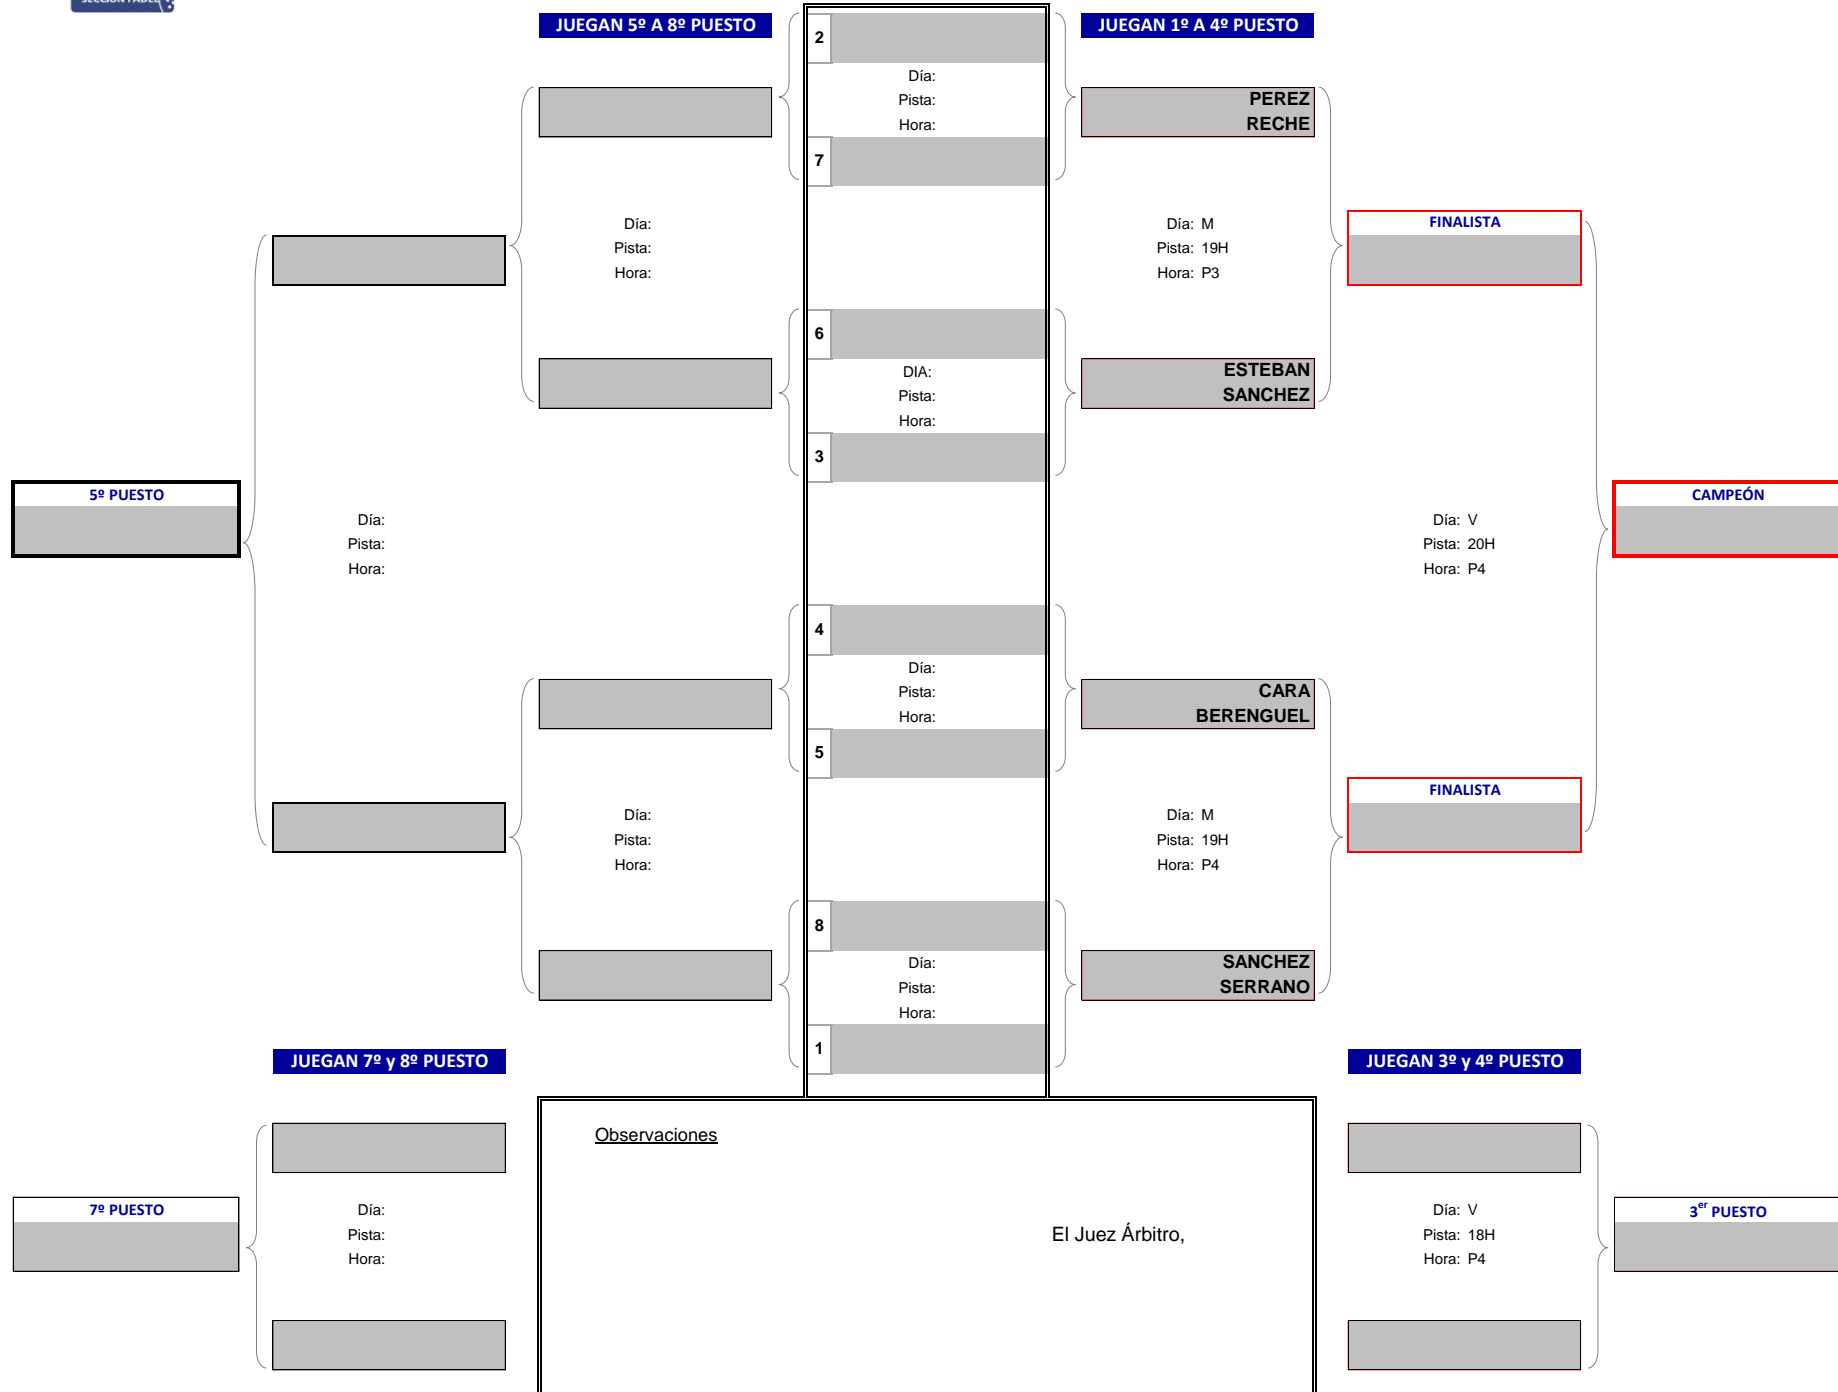 SECCIÓN PADEL
JUEGAN 5º A 8º PUESTO
JUEGAN 1º A 4º PUESTO
2
Día:
Pista:
Hora:
7
PEREZ
RECHE
Día:
Pista:
Hora:
Día: M
Pista: 19H
Hora: P3
FINALISTA
6
DIA:
Pista:
Hora:
3
ESTEBAN
SANCHEZ
5º PUESTO
Día:
Pista:
Hora:
Día: V
Pista: 20H
Hora: P4
CAMPEÓN
4
Día:
Pista:
Hora:
5
CARA
BERENGUEL
Día:
Pista:
Hora:
Día: M
Pista: 19H
Hora: P4
FINALISTA
8
Día:
Pista:
Hora:
1
SANCHEZ
SERRANO
JUEGAN 7º y 8º PUESTO
JUEGAN 3º y 4º PUESTO
Observaciones
7º PUESTO
Día:
Pista:
Hora:
El Juez Árbitro,
Día: V
Pista: 18H
Hora: P4
3er PUESTO